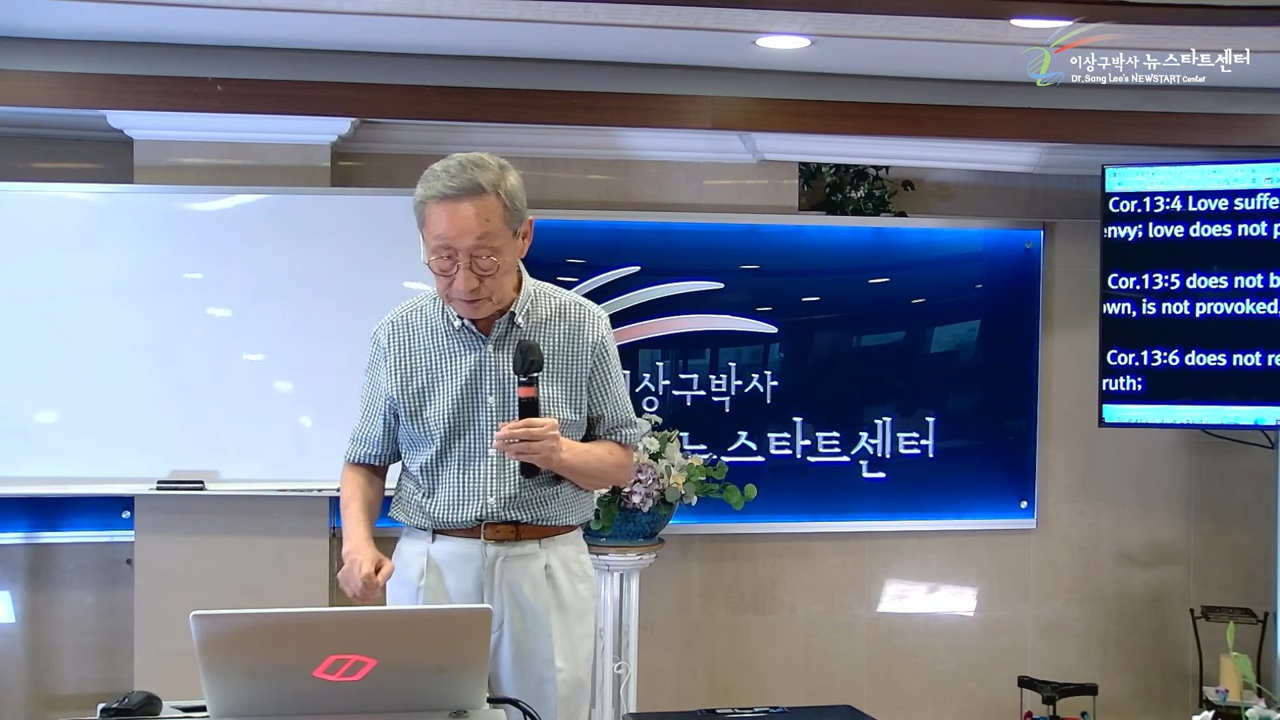 이상구박사 뉴스타트센터
Dr. Sang Lee's NEWSTART Center
Cor.13:4 Love suffe
envy; love does not p
Cor.13:5 does not b
own, is not provoked,
Cor.13:6 does not re
ruth;
이상구박사
뉴스타트센터